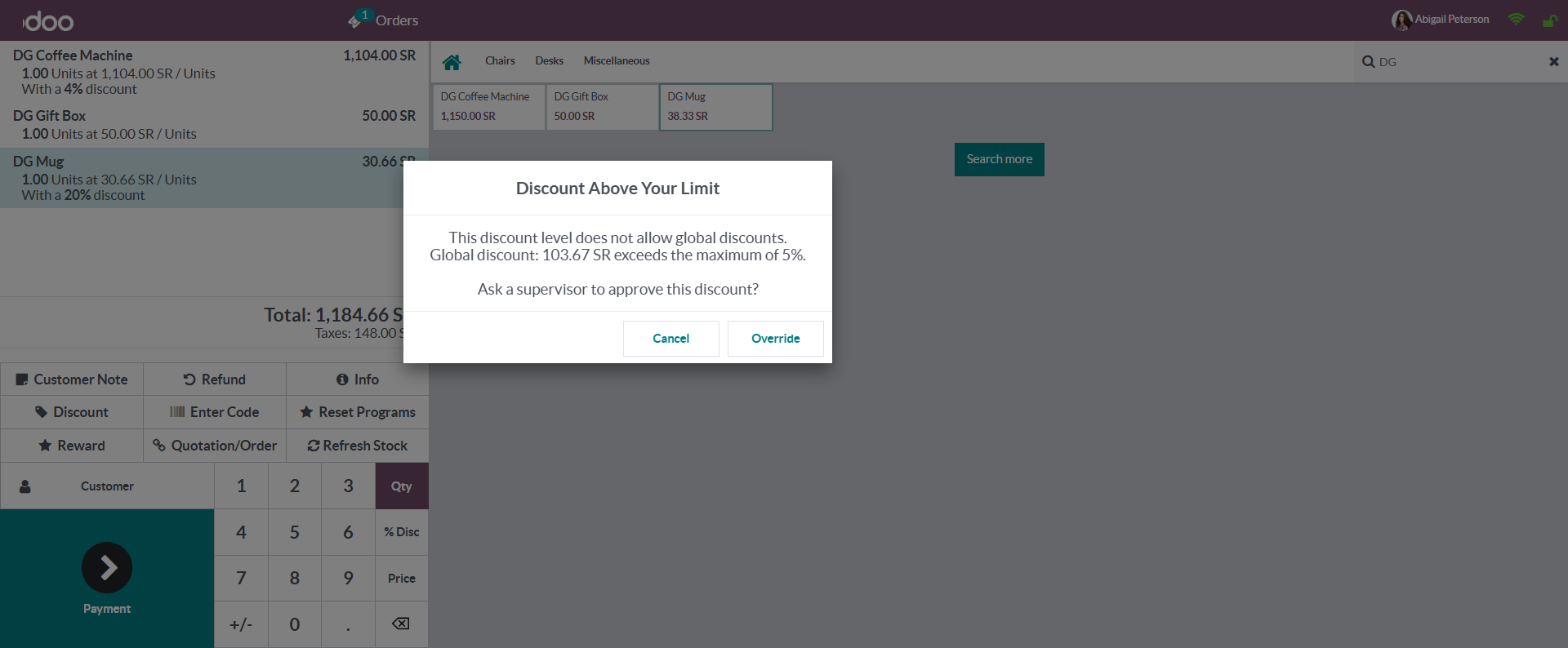 odoo
1 Orders
Abigail Peterson
DG Coffee Machine 1,104.00 SR
1.00 Units at 1,104.00 SR / Units
With a 4% discount
DG Gift Box 50.00 SR
1.00 Units at 50.00 SR / Units
DG Mug 30.66 SR
1.00 Units at 30.66 SR / Units
With a 20% discount
Total: 1,184.66 S
Taxes: 148.00 S
Customer Note Refund Info
Discount Enter Code Reset Programs
Reward Quotation/Order Refresh Stock
Customer 1 2 3 Qty
4 5 6 % Disc
7 8 9 Price
Payment
+/- 0 .
Chairs Desks Miscellaneous
DG
DG Coffee Machine DG Gift Box DG Mug
1,150.00 SR 50.00 SR 38.33 SR
Search more
Discount Above Your Limit
This discount level does not allow global discounts.
Global discount: 103.67 SR exceeds the maximum of 5%.
Ask a supervisor to approve this discount?
Cancel Override